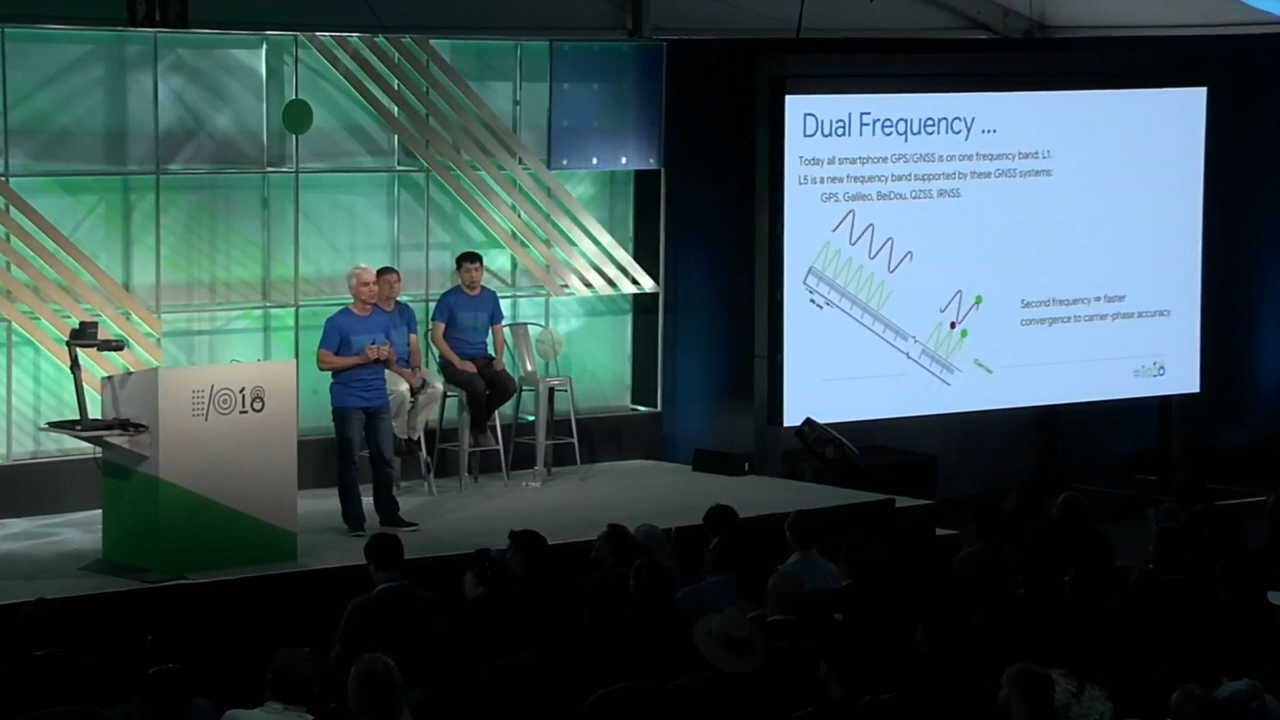 Dual Frequency ...
Today all smartphone GPS/GNSS is on one frequency band: L1.
L5 is a new frequency band supported by these GNSS systems:
GPS, Galileo, BeiDou, QZSS, IRNSS.
Second frequency ⇒ faster
convergence to carrier-phase accuracy.
I/O18